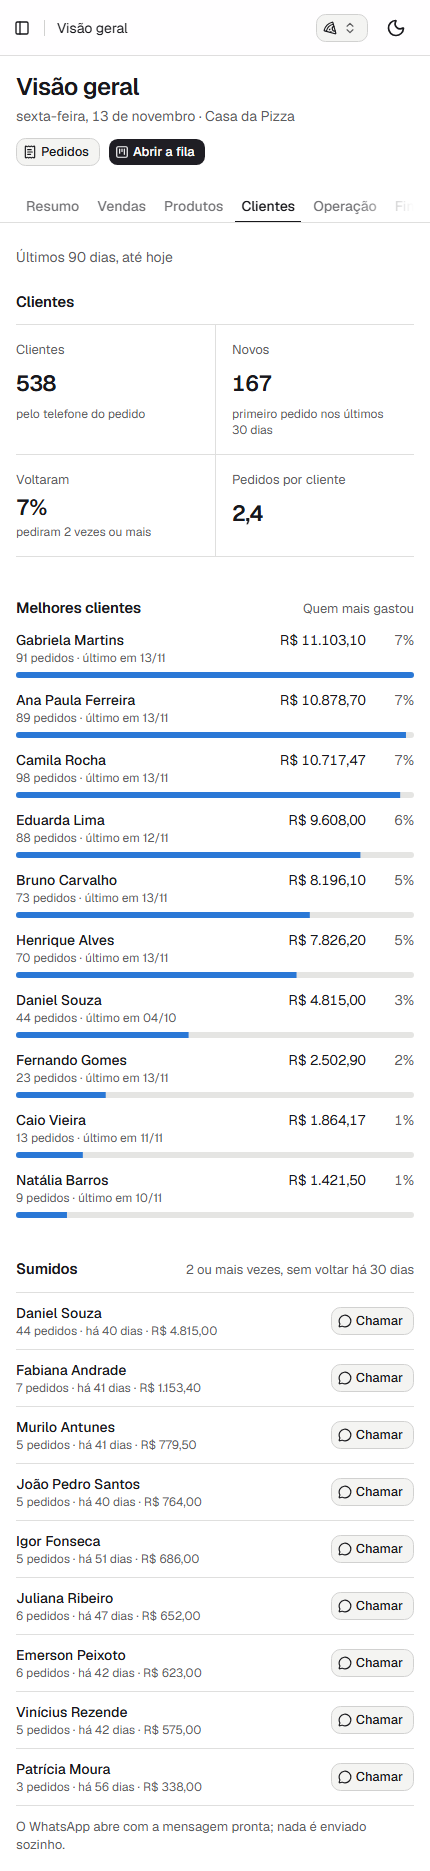 Visão geral
Visão geral
sexta-feira, 13 de novembro · Casa da Pizza
Pedidos
Abrir a fila
Resumo Vendas Produtos Clientes Operação
Últimos 90 dias, até hoje
Clientes
Clientes
538
pelo telefone do pedido
Novos
167
primeiro pedido nos últimos
30 dias
Voltaram
7%
pediram 2 vezes ou mais
Pedidos por cliente
2,4
Melhores clientes
Quem mais gastou
Gabriela Martins R$ 11.103,10 7%
91 pedidos · último em 13/11
Ana Paula Ferreira R$ 10.878,70 7%
89 pedidos · último em 13/11
Camila Rocha R$ 10.717,47 7%
98 pedidos · último em 13/11
Eduarda Lima R$ 9.608,00 6%
88 pedidos · último em 12/11
Bruno Carvalho R$ 8.196,10 5%
73 pedidos · último em 13/11
Henrique Alves R$ 7.826,20 5%
70 pedidos · último em 13/11
Daniel Souza R$ 4.815,00 3%
44 pedidos · último em 04/10
Fernando Gomes R$ 2.502,90 2%
23 pedidos · último em 13/11
Caio Vieira R$ 1.864,17 1%
13 pedidos · último em 11/11
Natália Barros R$ 1.421,50 1%
9 pedidos · último em 10/11
Sumidos
2 ou mais vezes, sem voltar há 30 dias
Daniel Souza
44 pedidos · há 40 dias · R$ 4.815,00
Chamar
Fabiana Andrade
7 pedidos · há 41 dias · R$ 1.153,40
Chamar
Murilo Antunes
5 pedidos · há 41 dias · R$ 779,50
Chamar
João Pedro Santos
5 pedidos · há 40 dias · R$ 764,00
Chamar
Igor Fonseca
5 pedidos · há 51 dias · R$ 686,00
Chamar
Juliana Ribeiro
6 pedidos · há 47 dias · R$ 652,00
Chamar
Emerson Peixoto
6 pedidos · há 42 dias · R$ 623,00
Chamar
Vinícius Rezende
5 pedidos · há 42 dias · R$ 575,00
Chamar
Patrícia Moura
3 pedidos · há 56 dias · R$ 338,00
Chamar
O WhatsApp abre com a mensagem pronta; nada é enviado
sozinho.